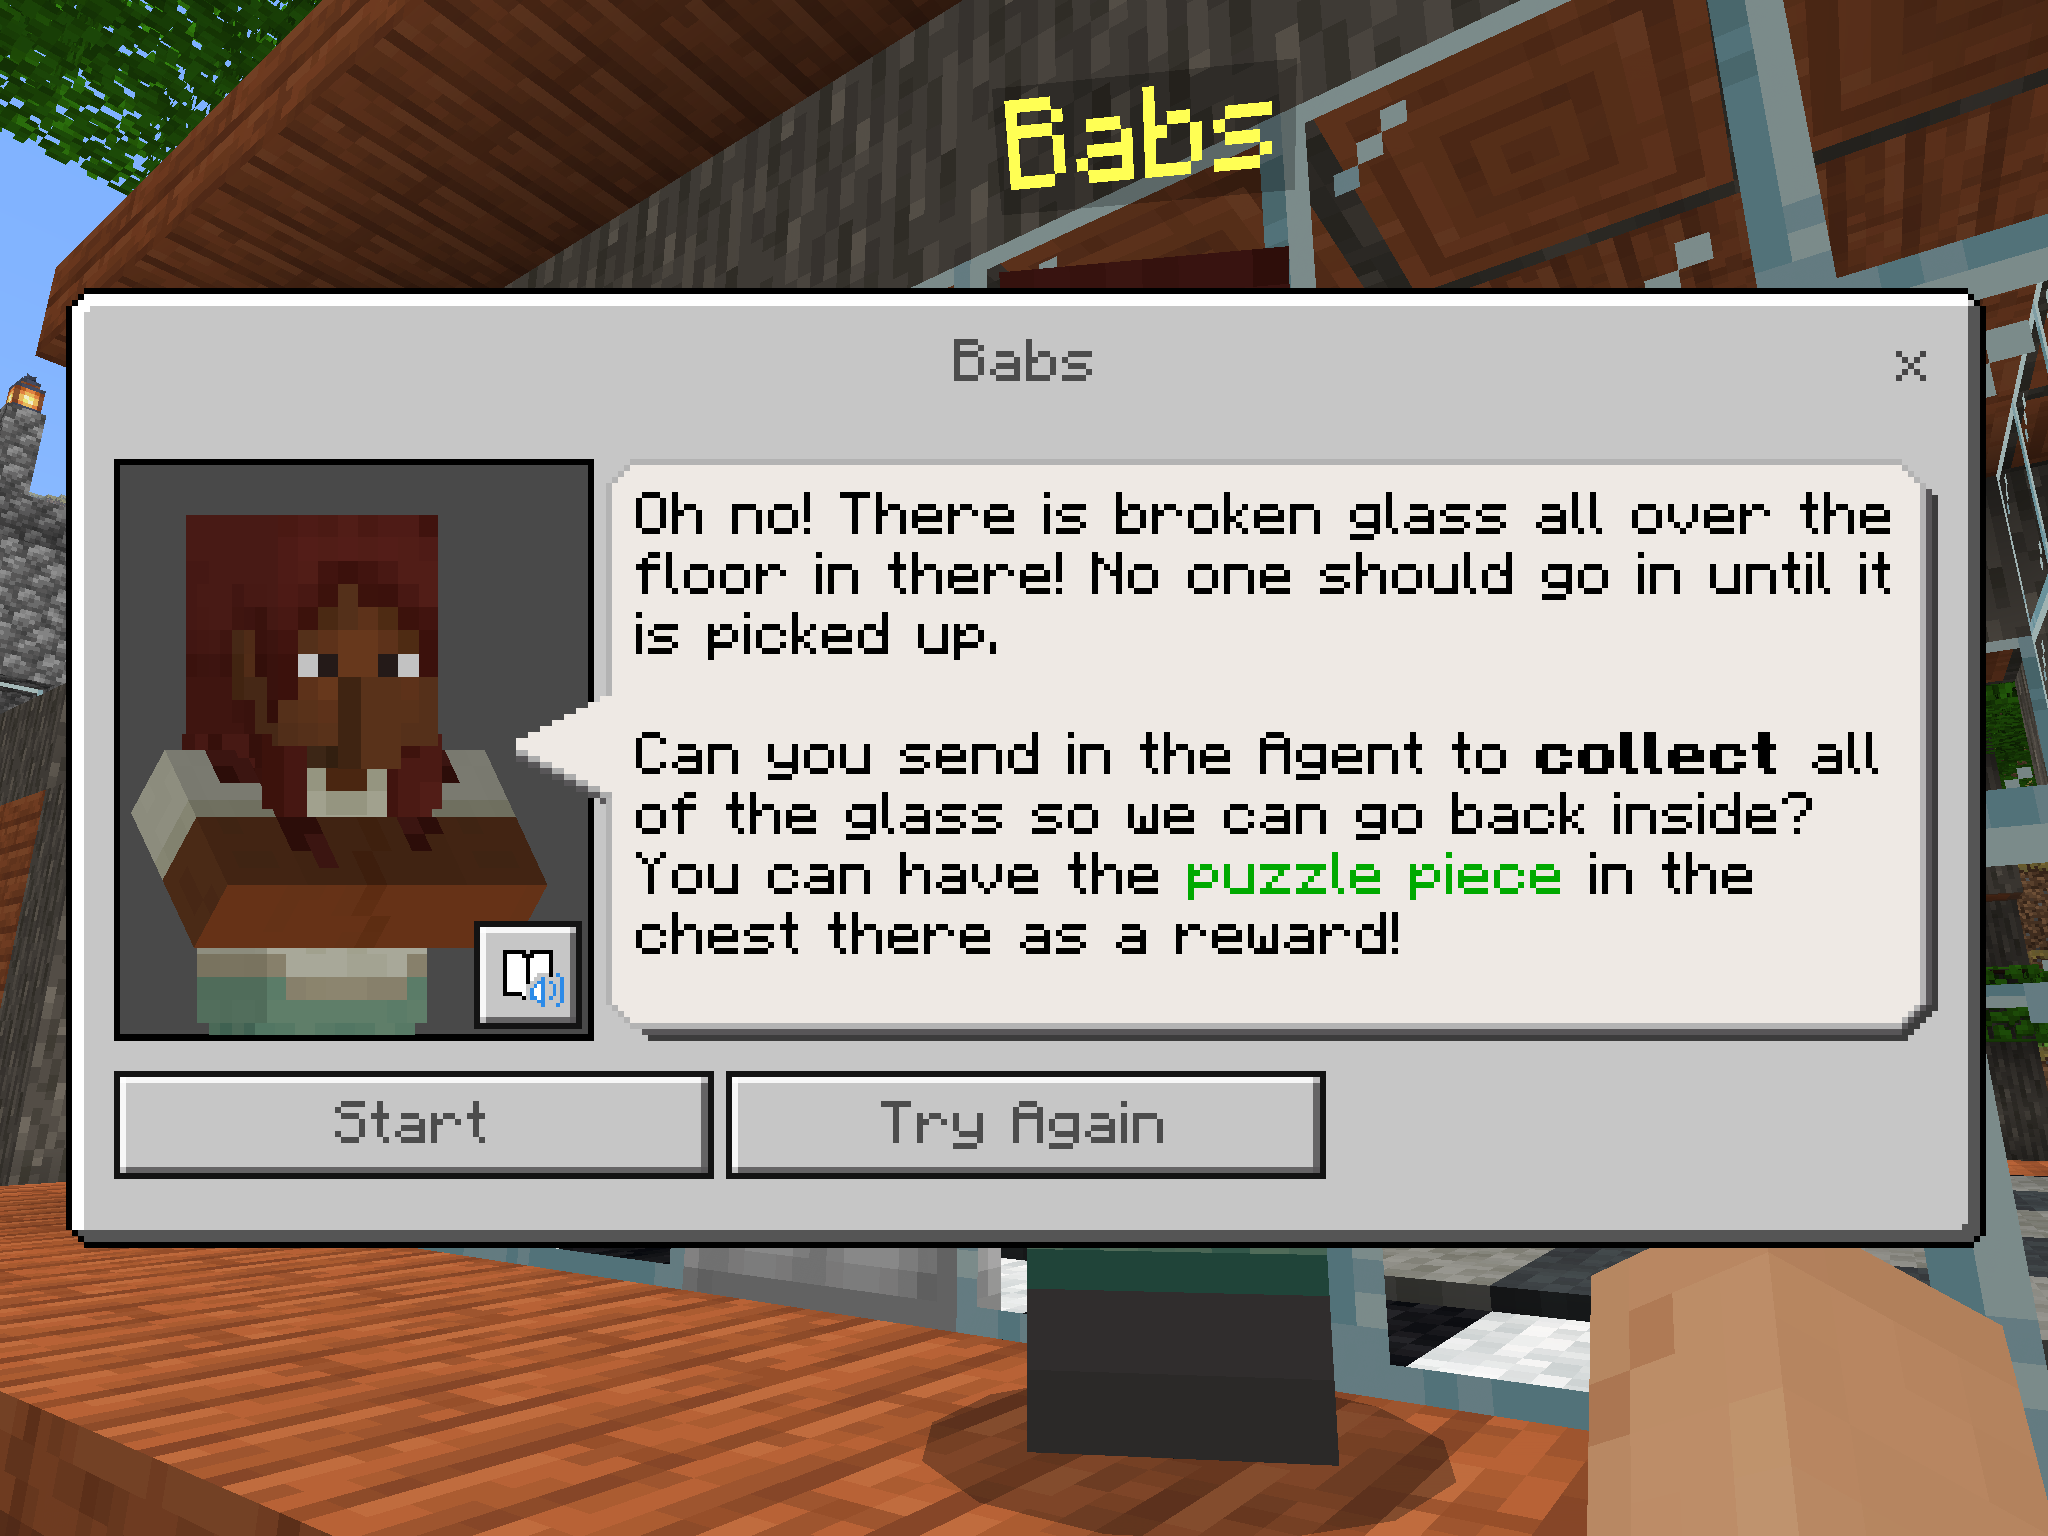 Babs
Babs
x
Oh no! There is broken glass all over the
floor in there! No one should go in until it
is picked up.
Can you send in the Agent to collect all
of the glass so we can go back inside?
You can have the puzzle piece in the
chest there as a reward!
Start
Try Again